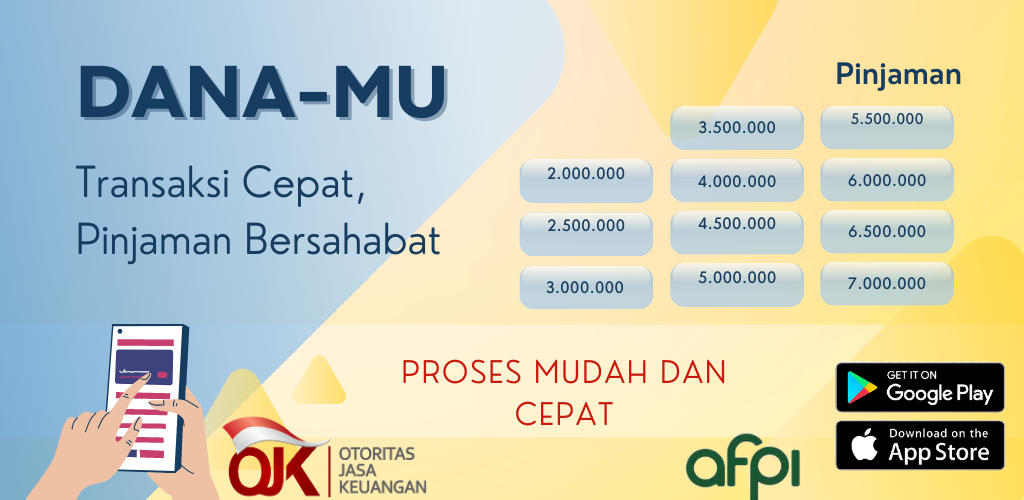 DANA-MU
Transaksi Cepat,
Pinjaman Bersahabat
Pinjaman
3.500.000
5.500.000
2.000.000
4.000.000
6.000.000
2.500.000
4.500.000
6.500.000
3.000.000
5.000.000
7.000.000
PROSES MUDAH DAN
CEPAT
GET IT ON
Google Play
Download on the
App Store
OJK
OTORITAS
JASA
KEUANGAN
afpi